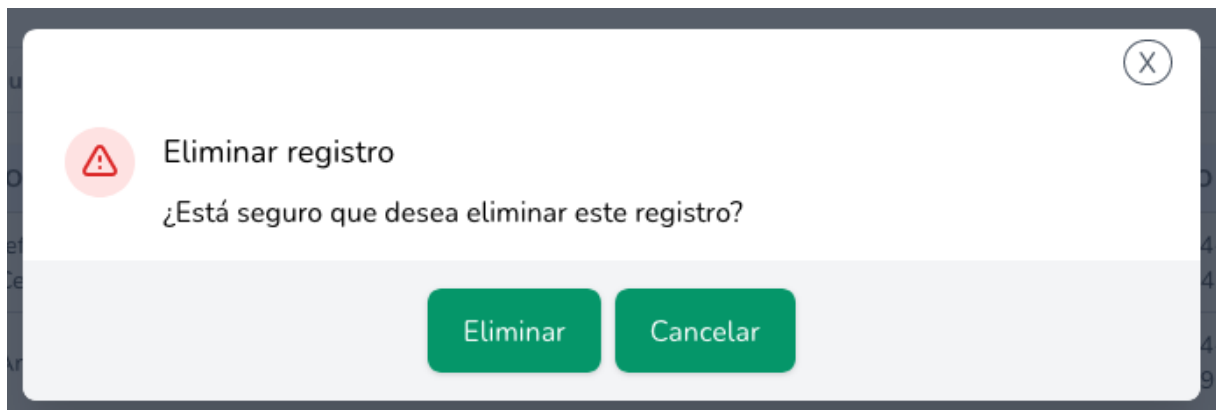 X
Eliminar registro
¿Está seguro que desea eliminar este registro?
Eliminar
Cancelar